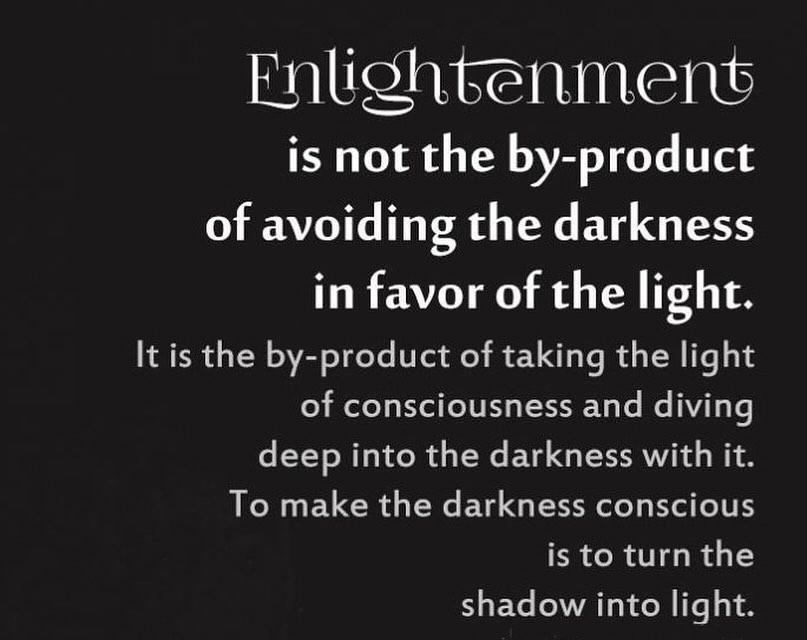 Enlightenment
is not the by-product
of avoiding the darkness
in favor of the light.
It is the by-product of taking the light
of consciousness and diving
deep into the darkness with it.
To make the darkness conscious
is to turn the
shadow into light.